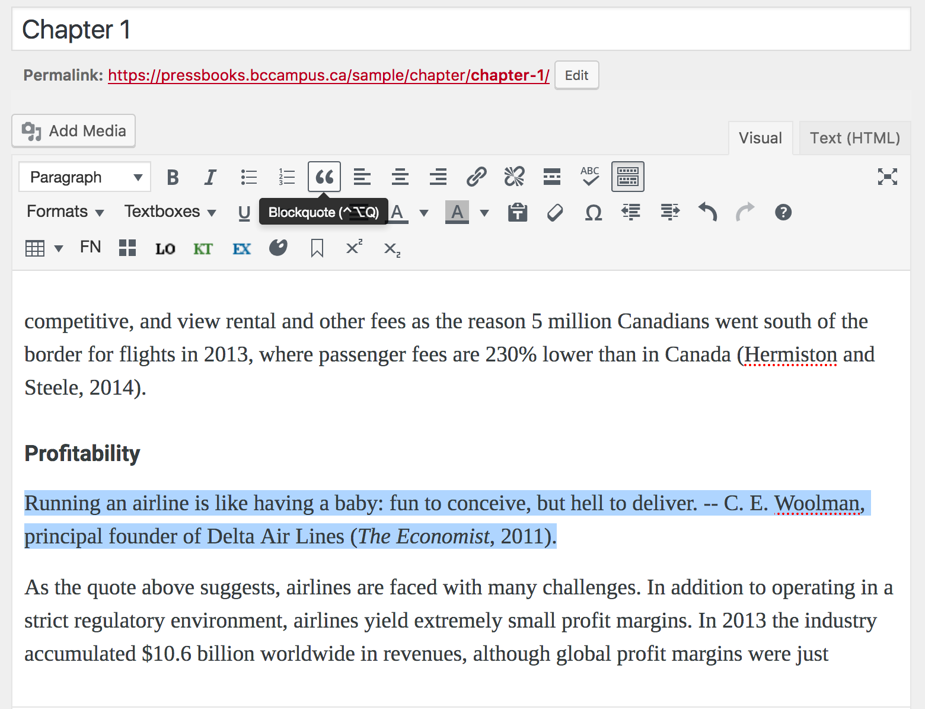 Chapter 1
Permalink: https://pressbooks.bccampus.ca/sample/chapter/chapter-1/ Edit
Add Media
Visual Text (HTML)
Paragraph B I ABC
Formats Textboxes U Blockquote (^⌥Q) A A Ω
FN LO KT EX x² x₂
competitive, and view rental and other fees as the reason 5 million Canadians went south of the
border for flights in 2013, where passenger fees are 230% lower than in Canada (Hermiston and
Steele, 2014).
Profitability
Running an airline is like having a baby: fun to conceive, but hell to deliver. -- C. E. Woolman,
principal founder of Delta Air Lines (The Economist, 2011).
As the quote above suggests, airlines are faced with many challenges. In addition to operating in a
strict regulatory environment, airlines yield extremely small profit margins. In 2013 the industry
accumulated $10.6 billion worldwide in revenues, although global profit margins were just